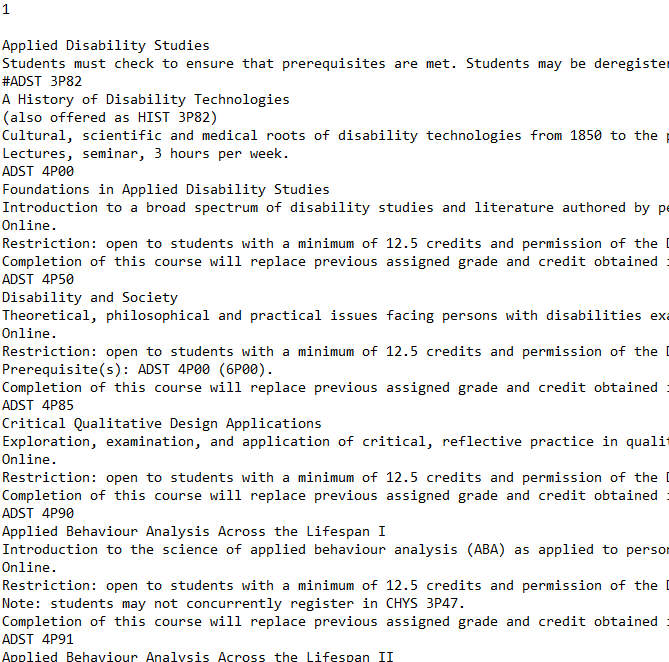 1
Applied Disability Studies
Students must check to ensure that prerequisites are met. Students may be
#ADST 3P82
A History of Disability Technologies
(also offered as HIST 3P82)
Cultural, scientific and medical roots of disability technologies from 1850 to the
Lectures, seminar, 3 hours per week.
ADST 4P00
Foundations in Applied Disability Studies
Introduction to a broad spectrum of disability studies and literature authored by
Online.
Restriction: open to students with a minimum of 12.5 credits and permission of the
Completion of this course will replace previous assigned grade and credit obtained
ADST 4P50
Disability and Society
Theoretical, philosophical and practical issues facing persons with disabilities
Online.
Restriction: open to students with a minimum of 12.5 credits and permission of the
Prerequisite(s): ADST 4P00 (6P00).
Completion of this course will replace previous assigned grade and credit obtained
ADST 4P85
Critical Qualitative Design Applications
Exploration, examination, and application of critical, reflective practice in
Online.
Restriction: open to students with a minimum of 12.5 credits and permission of the
Completion of this course will replace previous assigned grade and credit obtained
ADST 4P90
Applied Behaviour Analysis Across the Lifespan I
Introduction to the science of applied behaviour analysis (ABA) as applied to
Online.
Restriction: open to students with a minimum of 12.5 credits and permission of the
Note: students may not concurrently register in CHYS 3P47.
Completion of this course will replace previous assigned grade and credit obtained
ADST 4P91
Applied Behaviour Analysis Across the Lifespan II